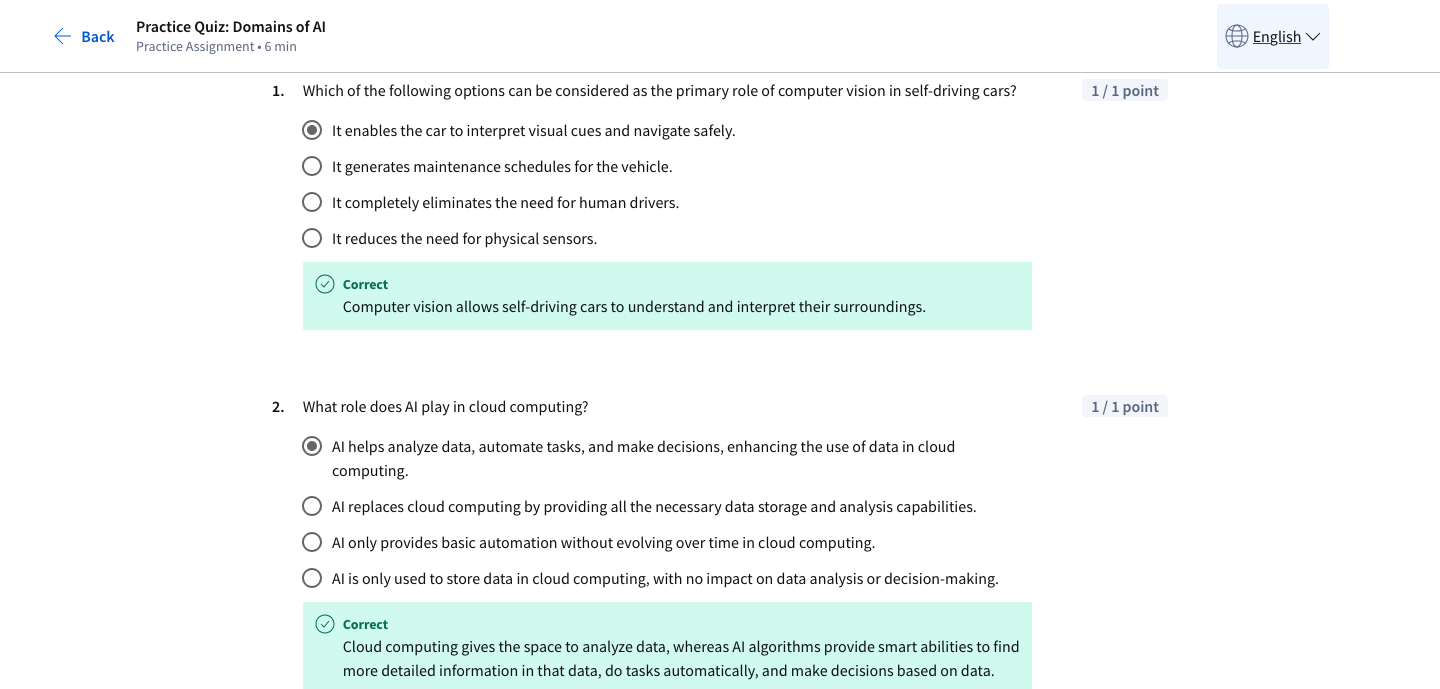 Back
Practice Quiz: Domains of AI
Practice Assignment • 6 min
English
1. Which of the following options can be considered as the primary role of computer vision in self-driving cars?
1 / 1 point
It enables the car to interpret visual cues and navigate safely.
It generates maintenance schedules for the vehicle.
It completely eliminates the need for human drivers.
It reduces the need for physical sensors.
Correct
Computer vision allows self-driving cars to understand and interpret their surroundings.
2. What role does AI play in cloud computing?
1 / 1 point
AI helps analyze data, automate tasks, and make decisions, enhancing the use of data in cloud
computing.
AI replaces cloud computing by providing all the necessary data storage and analysis capabilities.
AI only provides basic automation without evolving over time in cloud computing.
AI is only used to store data in cloud computing, with no impact on data analysis or decision-making.
Correct
Cloud computing gives the space to analyze data, whereas AI algorithms provide smart abilities to find
more detailed information in that data, do tasks automatically, and make decisions based on data.